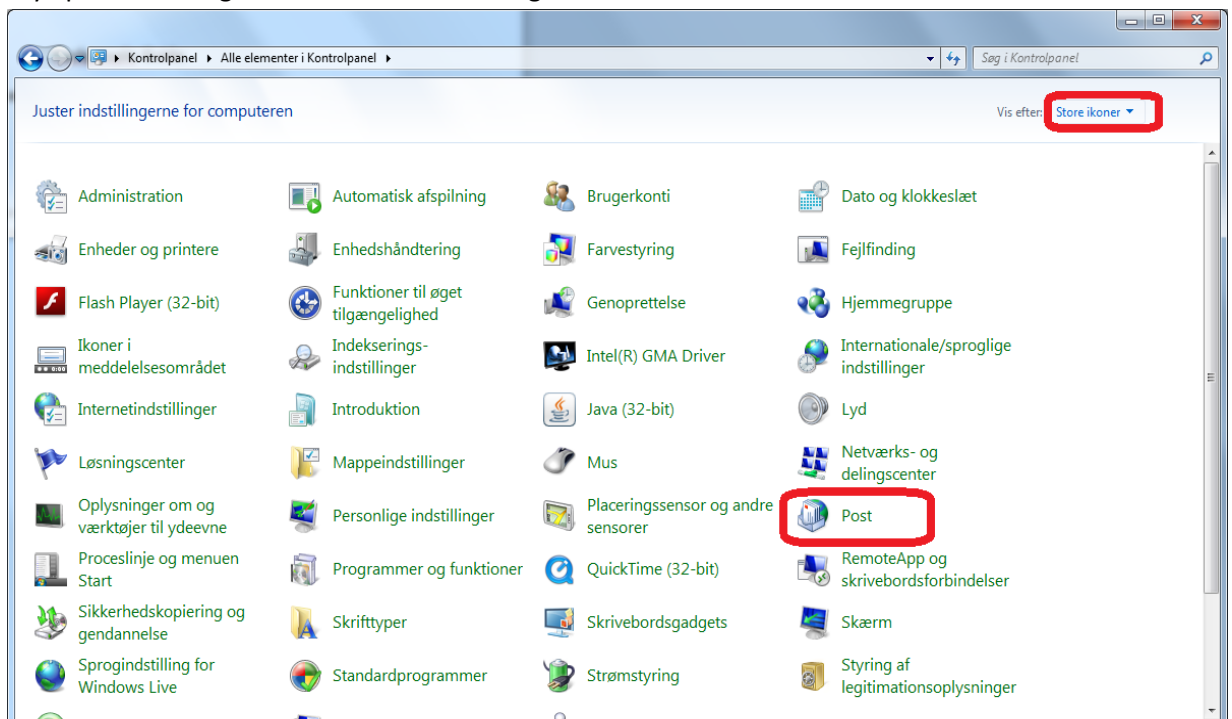 Kontrolpanel Alle elementer i Kontrolpanel Søg i Kontrolpanel
Juster indstillingerne for computeren Vis efter: Store ikoner
Administration Automatisk afspilning Brugerkonti Dato og klokkeslæt
Enheder og printere Enhedshåndtering Farvestyring Fejlfinding
Flash Player (32-bit)
Funktioner til øget
tilgængelighed
Genoprettelse Hjemmegruppe
Ikoner i
meddelelsesområdet
Indekserings-
indstillinger
Intel(R) GMA Driver
Internationale/sproglige
indstillinger
Internetindstillinger Introduktion Java (32-bit) Lyd
Løsningscenter Mappeindstillinger Mus
Netværks- og
delingscenter
Oplysninger om og
værktøjer til ydeevne
Personlige indstillinger
Placeringssensor og andre
sensorer
Post
Proceslinje og menuen
Start
Programmer og funktioner QuickTime (32-bit)
RemoteApp og
skrivebordsforbindelser
Sikkerhedskopiering og
gendannelse
Skrifttyper Skrivebordsgadgets Skærm
Sprogindstilling for
Windows Live
Standardprogrammer Strømstyring
Styring af
legitimationsoplysninger